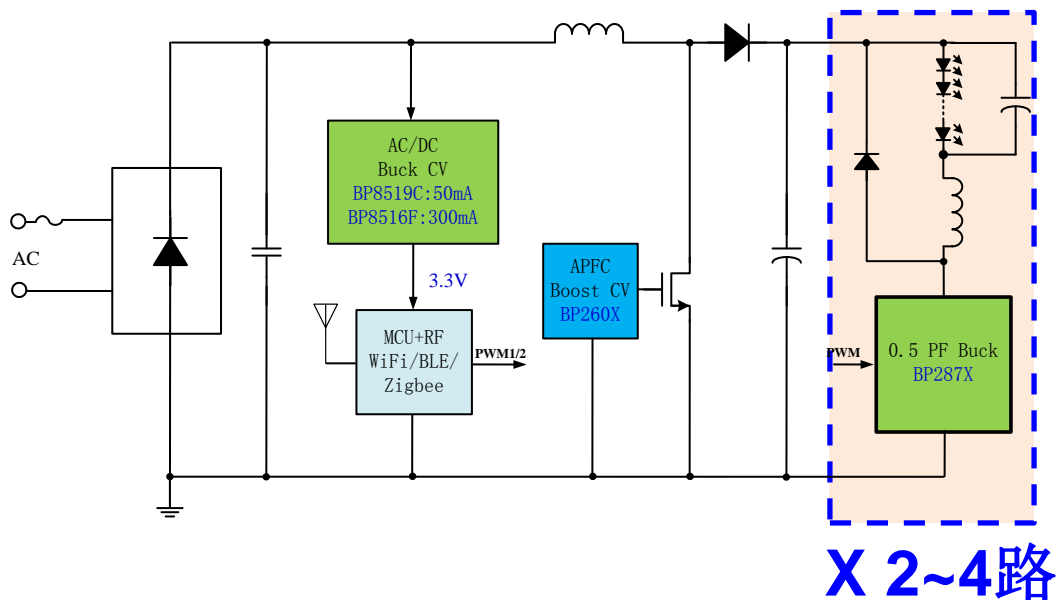 AC
AC/DC
Buck CV
BP8519C:50mA
BP8516F:300mA
3.3V
MCU+RF
WiFi/BLE/
Zigbee
PWM1/2
APFC
Boost CV
BP260X
PWM
0.5 PF Buck
BP287X
X 2~4路